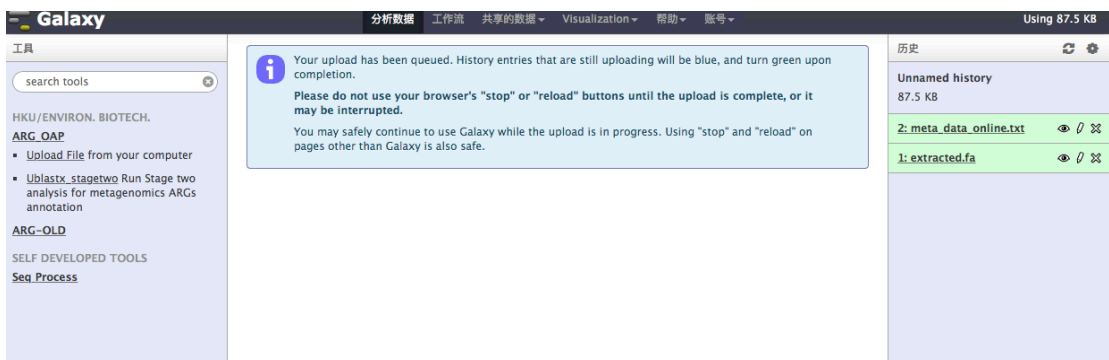 Galaxy
分析数据 工作流 共享的数据 Visualization 帮助 账号
Using 87.5 KB
工具
search tools
HKU/ENVIRON. BIOTECH.
ARG_OAP
Upload File from your computer
Ublastx_stagetwo Run Stage two
analysis for metagenomics ARGs
annotation
ARG-OLD
SELF DEVELOPED TOOLS
Seq Process
Your upload has been queued. History entries that are still uploading will be blue, and turn green upon
completion.
Please do not use your browser's "stop" or "reload" buttons until the upload is complete, or it
may be interrupted.
You may safely continue to use Galaxy while the upload is in progress. Using "stop" and "reload" on
pages other than Galaxy is also safe.
历史
Unnamed history
87.5 KB
2: meta_data_online.txt
1: extracted.fa